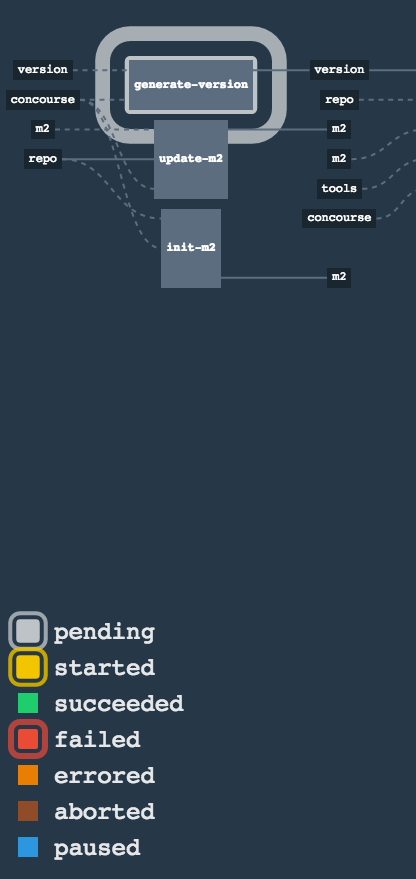 version
generate-version
version
concourse
repo
m2
update-m2
m2
repo
m2
tools
concourse
init-m2
m2
pending
started
succeeded
failed
errored
aborted
paused